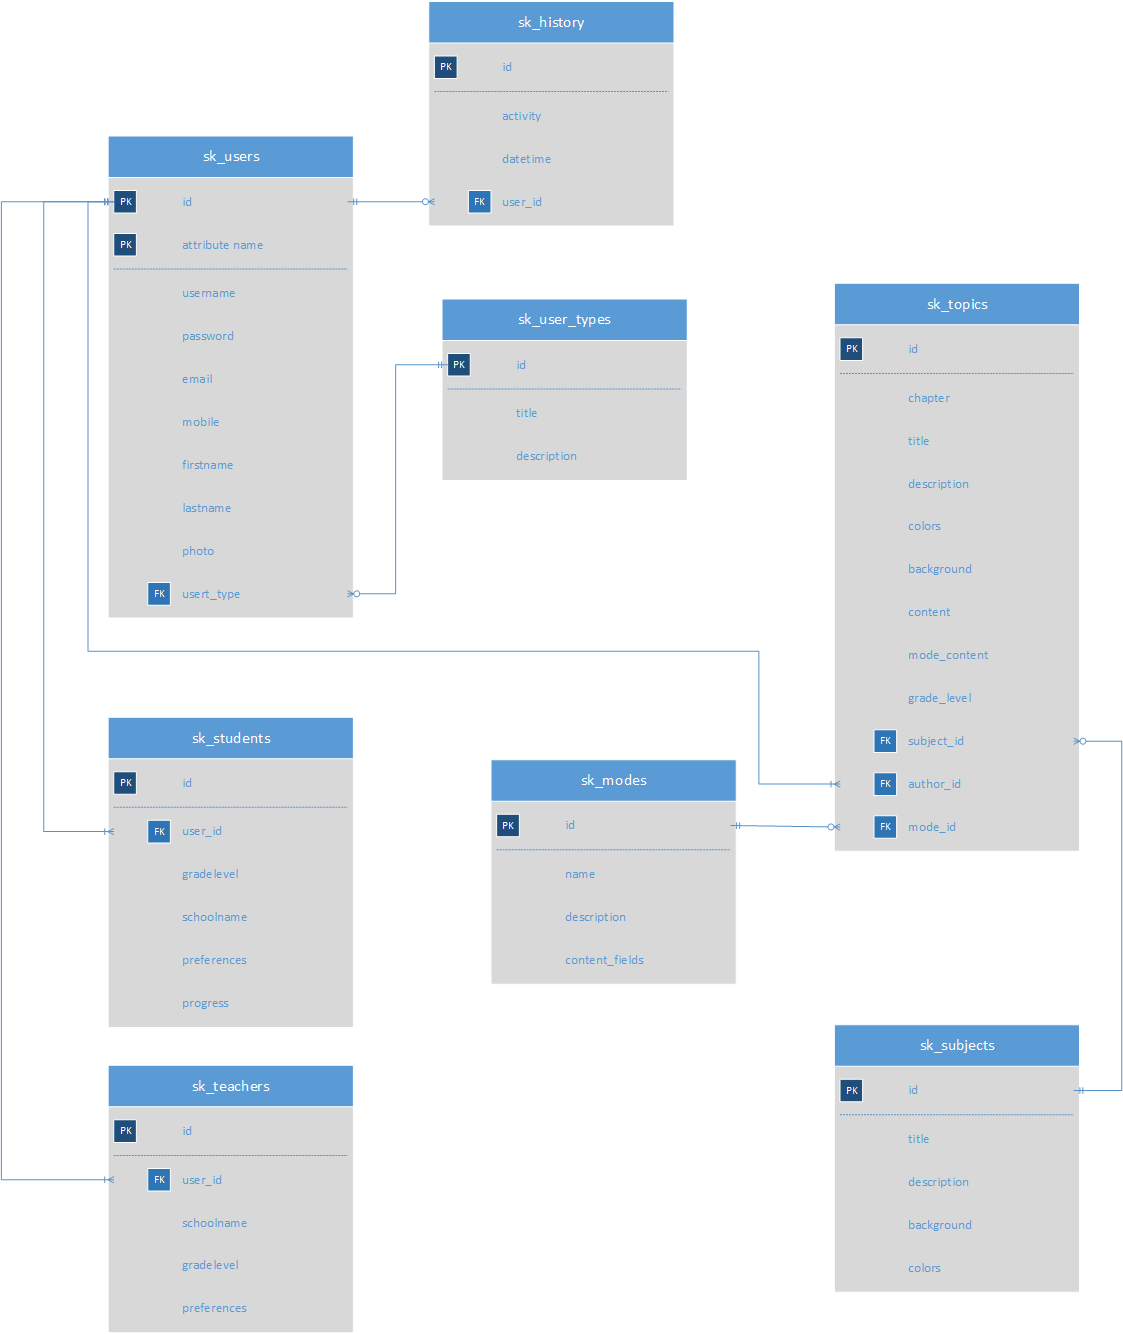 sk_history
PK id
activity
datetime
FK user_id
sk_users
PK id
PK attribute name
username
password
email
mobile
firstname
lastname
photo
FK usert_type
sk_user_types
PK id
title
description
sk_topics
PK id
chapter
title
description
colors
background
content
mode_content
grade_level
FK subject_id
FK author_id
FK mode_id
sk_students
PK id
FK user_id
gradelevel
schoolname
preferences
progress
sk_modes
PK id
name
description
content_fields
sk_teachers
PK id
FK user_id
schoolname
gradelevel
preferences
sk_subjects
PK id
title
description
background
colors